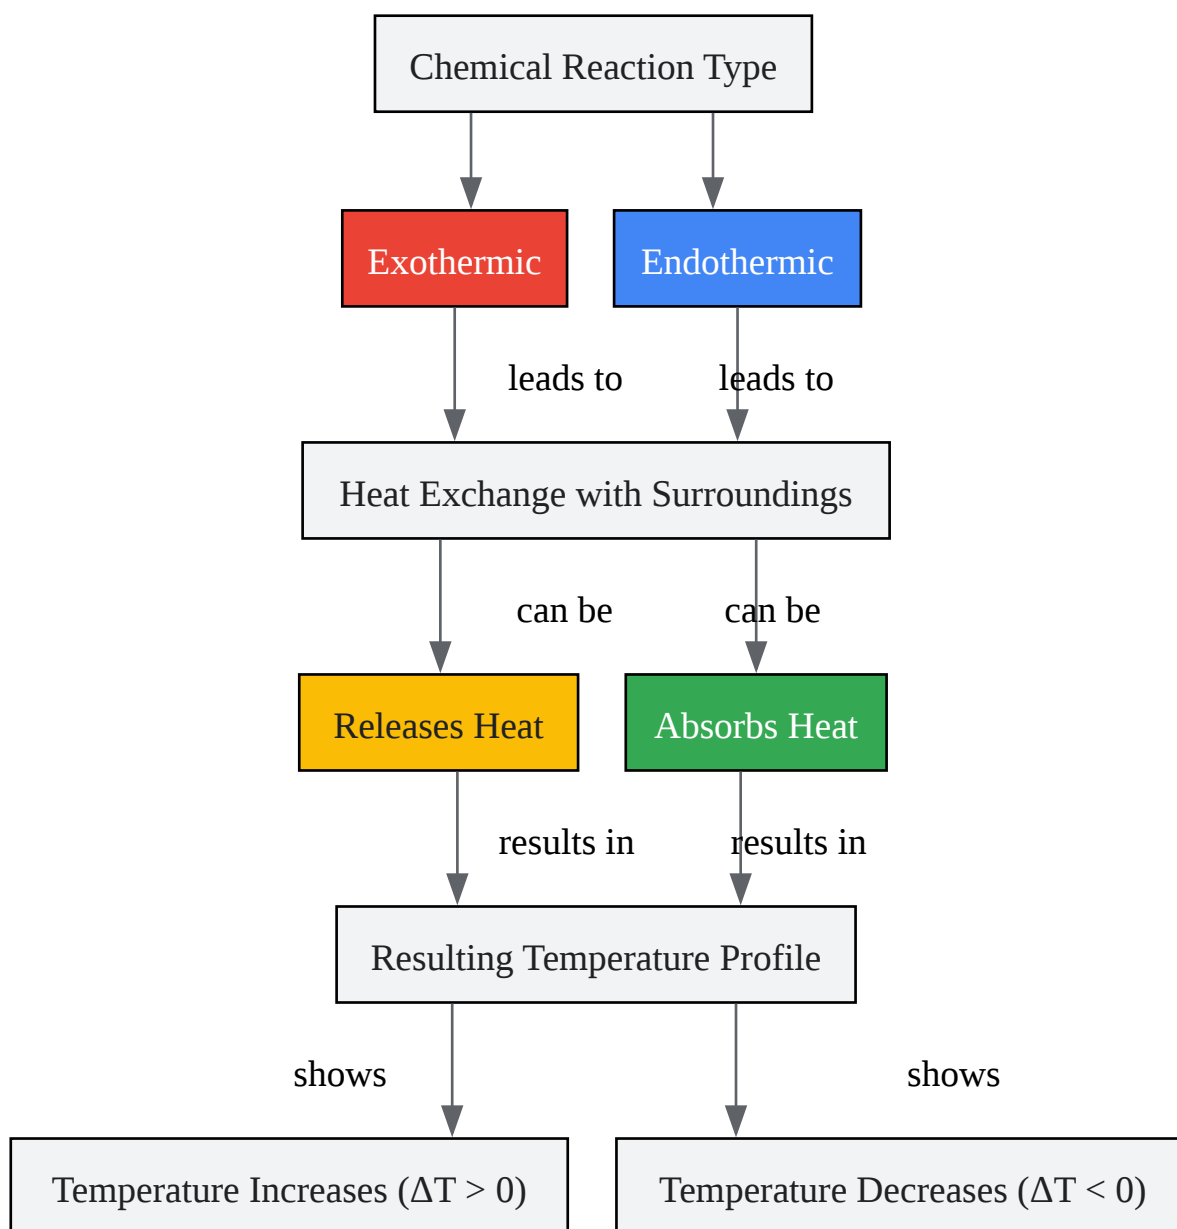 Chemical Reaction Type
Exothermic
Endothermic
leads to
leads to
Heat Exchange with Surroundings
can be
can be
Releases Heat
Absorbs Heat
results in
results in
Resulting Temperature Profile
shows
shows
Temperature Increases (ΔT > 0)
Temperature Decreases (ΔT < 0)